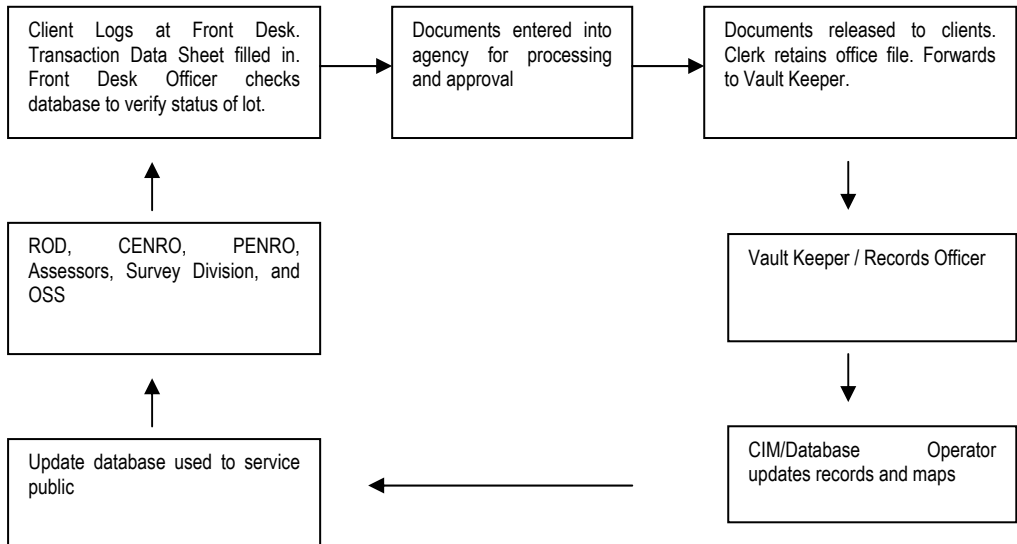 Client Logs at Front Desk.
Transaction Data Sheet filled in.
Front Desk Officer checks
database to verify status of lot.
Documents entered into
agency for processing
and approval
Documents released to clients.
Clerk retains office file. Forwards
to Vault Keeper.
ROD, CENRO, PENRO,
Assessors, Survey Division, and
OSS
Vault Keeper / Records Officer
Update database used to service
public
CIM/Database Operator
updates records and maps